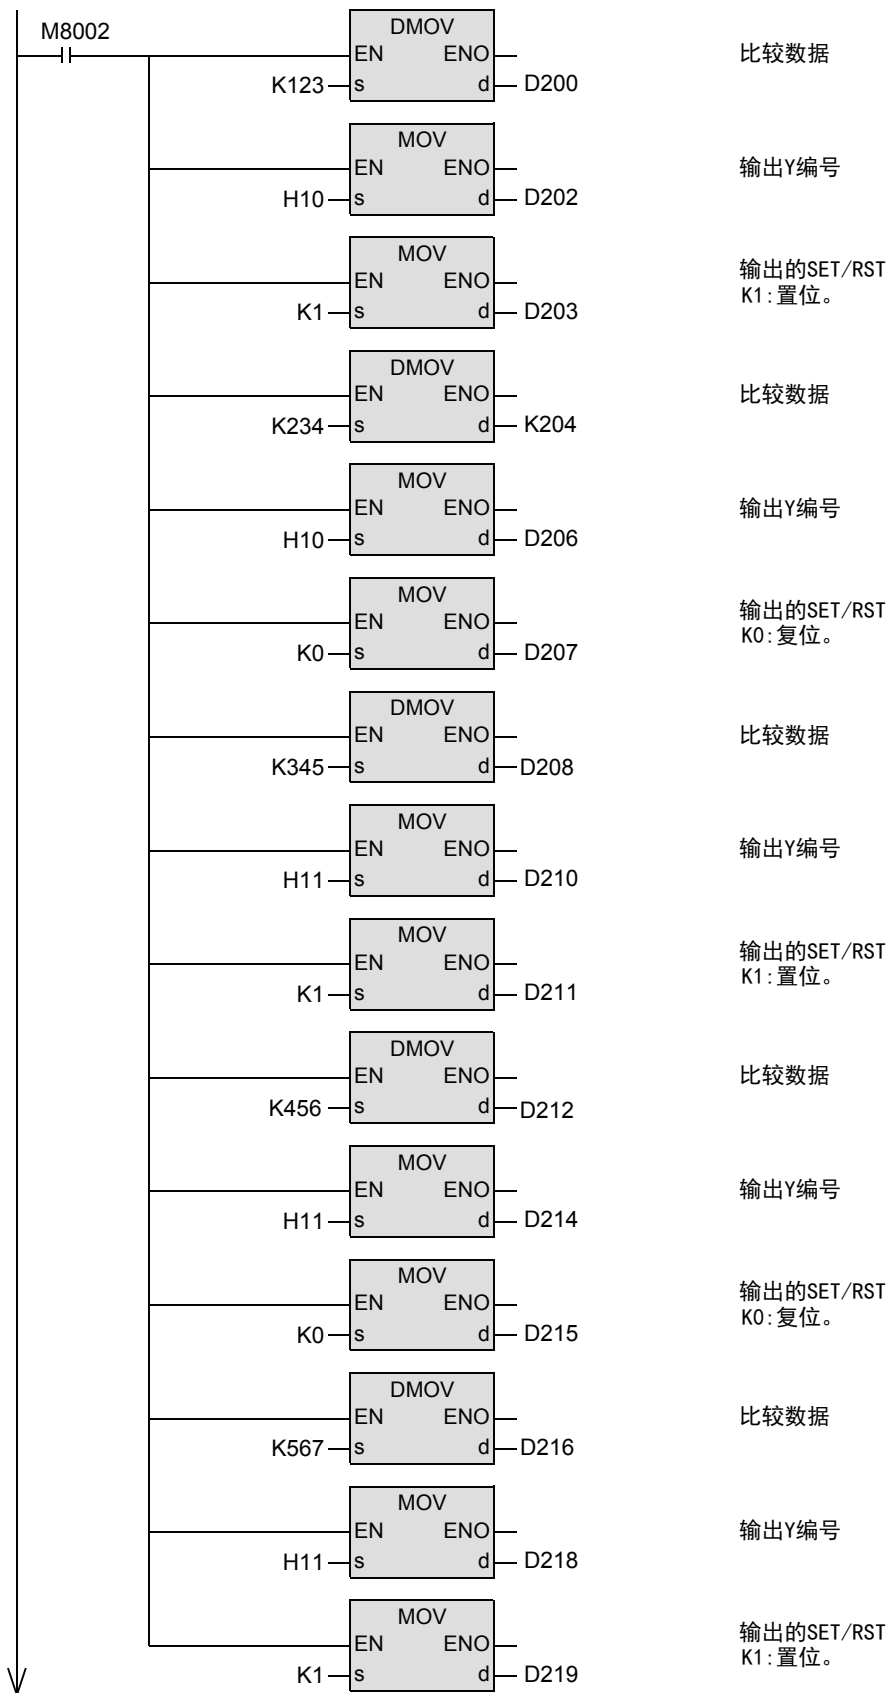 M8002
DMOV
EN ENO
K123 s d D200
比较数据
MOV
EN ENO
H10 s d D202
输出Y编号
MOV
EN ENO
K1 s d D203
输出的SET/RST
K1:置位。
DMOV
EN ENO
K234 s d K204
比较数据
MOV
EN ENO
H10 s d D206
输出Y编号
MOV
EN ENO
K0 s d D207
输出的SET/RST
K0:复位。
DMOV
EN ENO
K345 s d D208
比较数据
MOV
EN ENO
H11 s d D210
输出Y编号
MOV
EN ENO
K1 s d D211
输出的SET/RST
K1:置位。
DMOV
EN ENO
K456 s d D212
比较数据
MOV
EN ENO
H11 s d D214
输出Y编号
MOV
EN ENO
K0 s d D215
输出的SET/RST
K0:复位。
DMOV
EN ENO
K567 s d D216
比较数据
MOV
EN ENO
H11 s d D218
输出Y编号
MOV
EN ENO
K1 s d D219
输出的SET/RST
K1:置位。